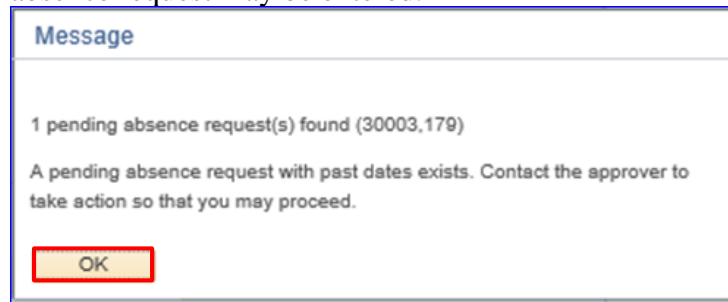 Message
1 pending absence request(s) found (30003,179)
A pending absence request with past dates exists. Contact the approver to
take action so that you may proceed.
OK